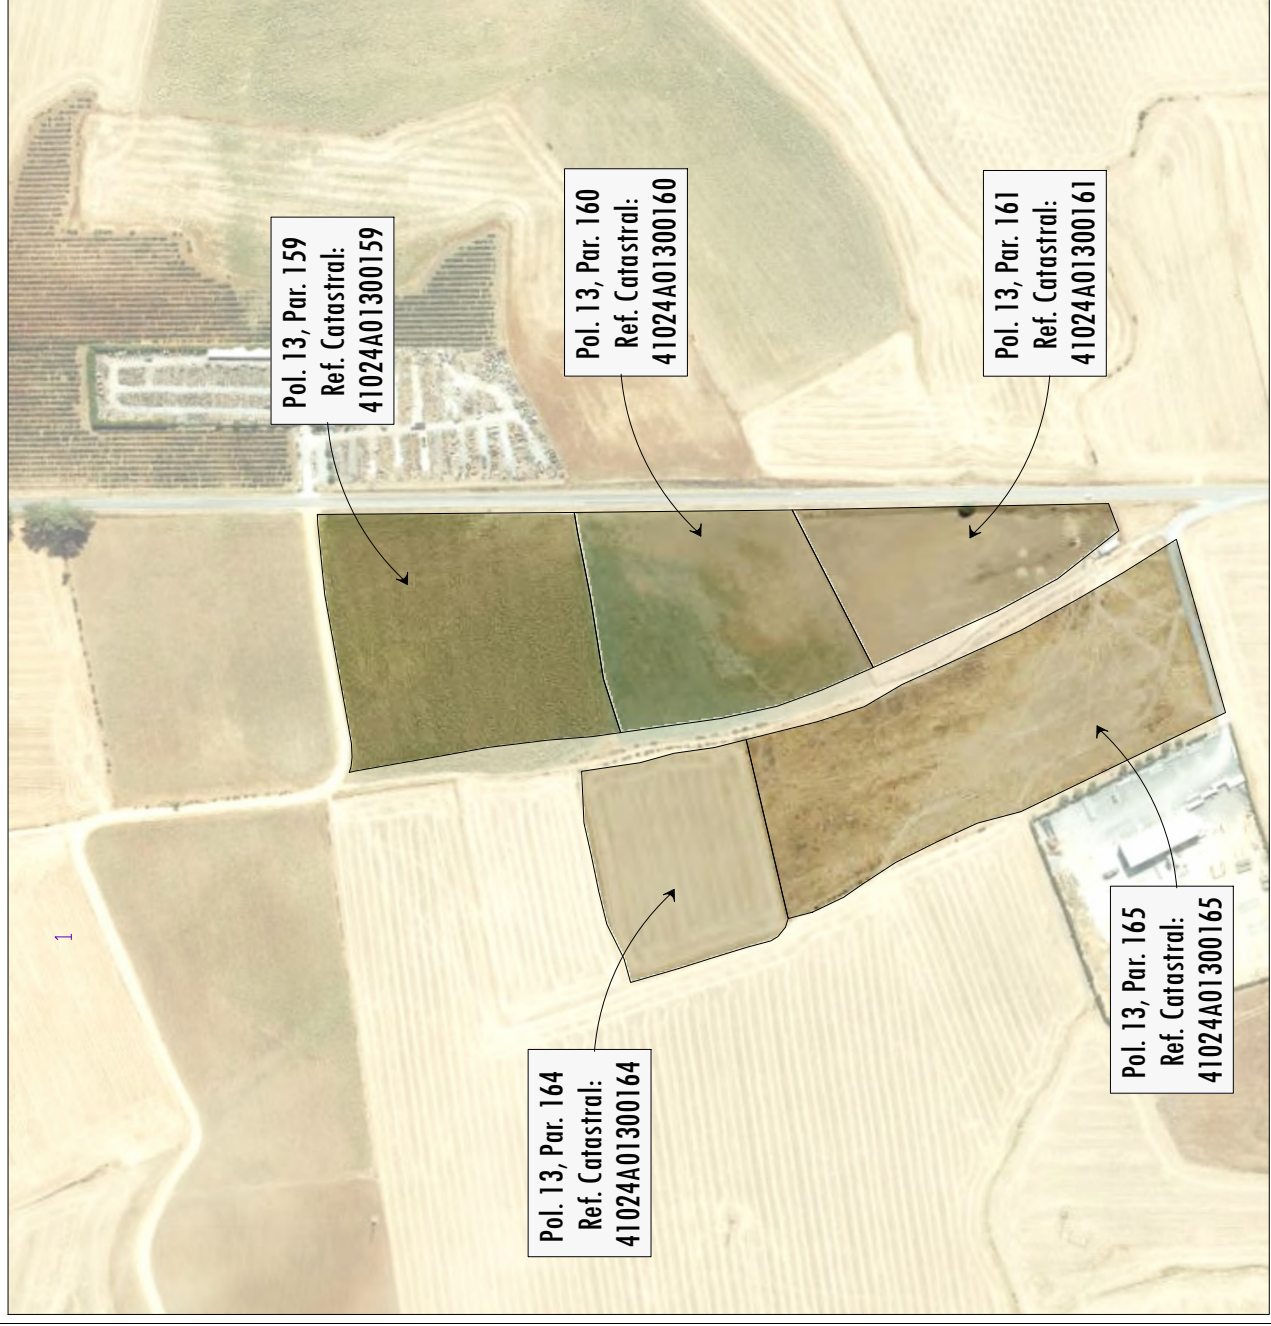 Pol. 13, Par. 159
Ref. Catastral:
41024A01300159
Pol. 13, Par. 160
Ref. Catastral:
41024A01300160
Pol. 13, Par. 161
Ref. Catastral:
41024A01300161
Pol. 13, Par. 164
Ref. Catastral:
41024A01300164
Pol. 13, Par. 165
Ref. Catastral:
41024A01300165
1